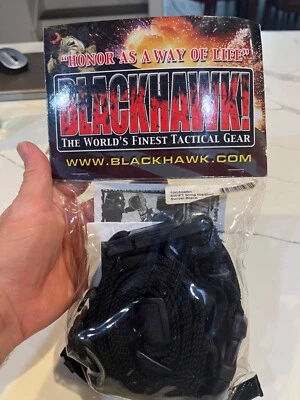 "HONOR AS A WAY OF LIFE"
BLACKHAWK!
THE WORLD'S FINEST TACTICAL GEAR
WWW.BLACKHAWK.COM